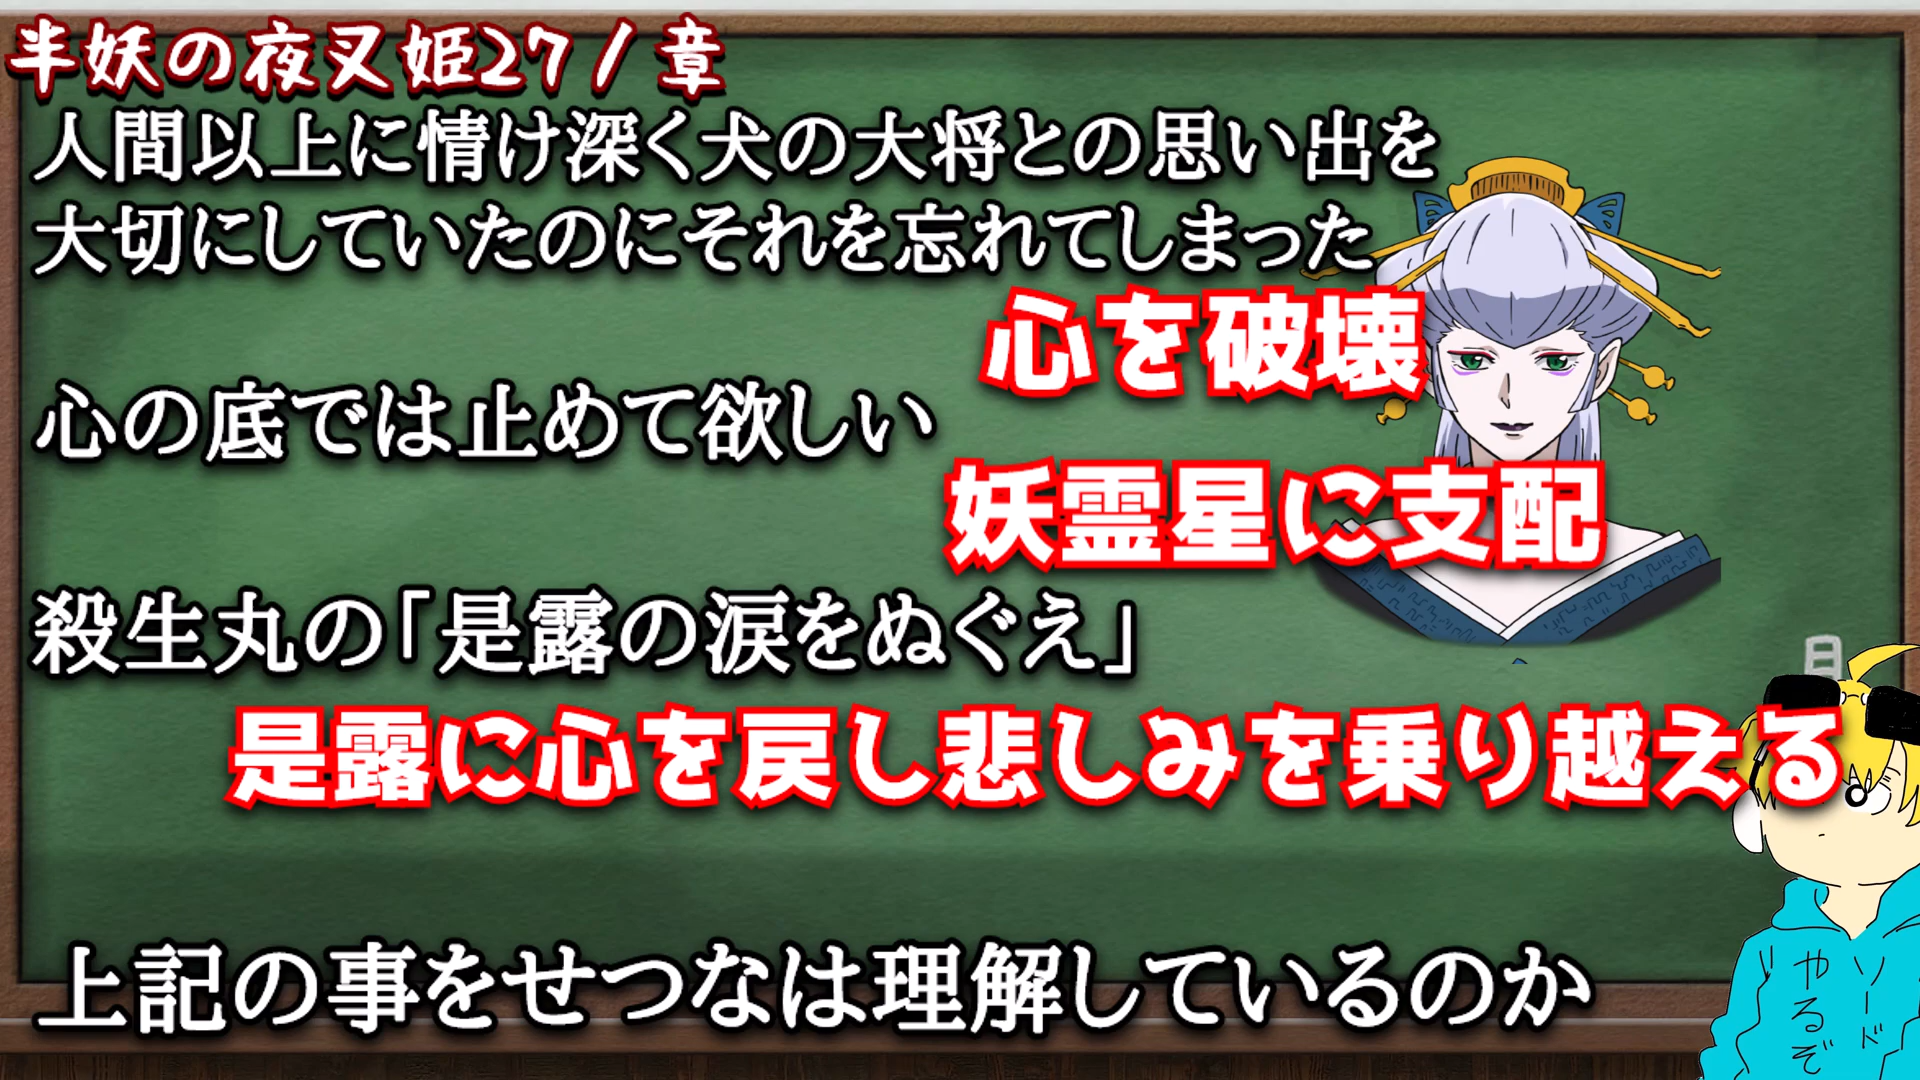 半妖の夜叉姫27/章
人間以上に情け深く犬の大将との思い出を
大切にしていたのにそれを忘れてしまった
心を破壊
心の底では止めて欲しい
妖霊星に支配
殺生丸の「是露の涙をぬぐえ」
日
是露に心を戻し悲しみを乗り越える
上記の事をせつなは理解しているのか
ソード
やるぞ